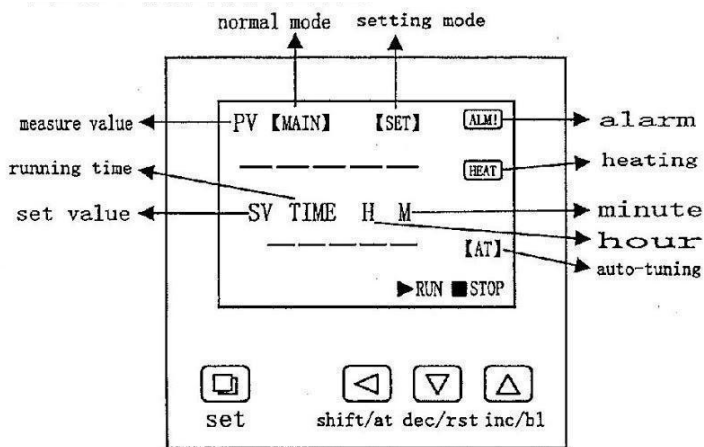 normal mode setting mode
measure value PV 【MAIN】 【SET】 ALM! alarm
running time HEAT heating
set value SV TIME H M minute
hour
【AT】 auto-tuning
▶RUN ■STOP
set shift/at dec/rst inc/bl